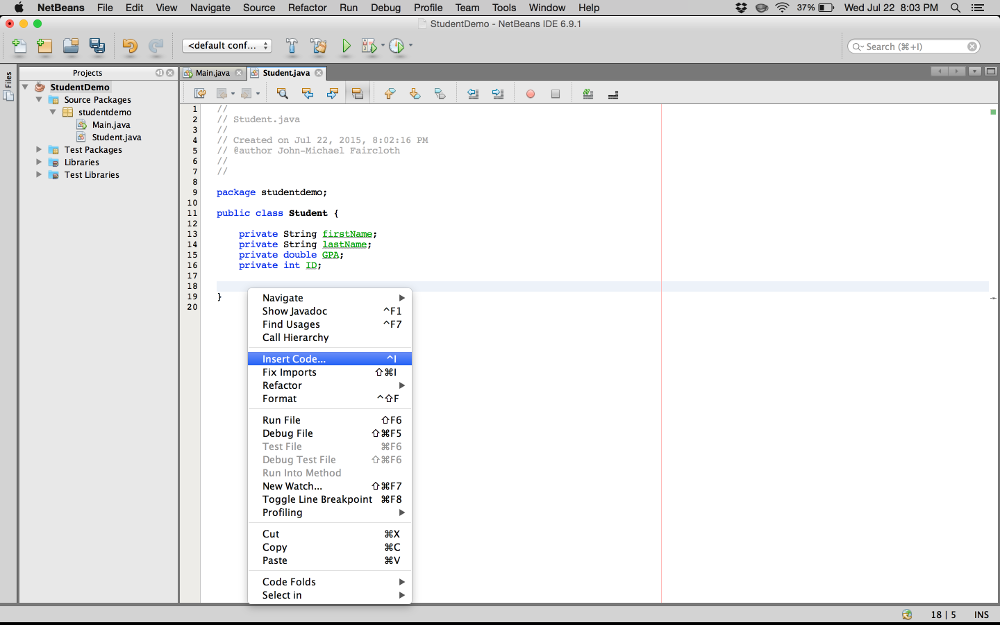 NetBeans File Edit View Navigate Source Refactor Run Debug Profile Team Tools Window Help 37% Wed Jul 22 8:03 PM
StudentDemo - NetBeans IDE 6.9.1
<default conf...
Search (⌘+I)
Files
Projects
StudentDemo
Source Packages
studentdemo
Main.java
Student.java
Test Packages
Libraries
Test Libraries
Main.java Student.java
1 //
2 // Student.java
3 //
4 // Created on Jul 22, 2015, 8:02:16 PM
5 // @author John-Michael Faircloth
6 //
7 //
8
9 package studentdemo;
10
11 public class Student {
12
13 private String firstName;
14 private String lastName;
15 private double GPA;
16 private int ID;
17
18
19 }
20
Navigate
Show Javadoc ^F1
Find Usages ^F7
Call Hierarchy
Insert Code... ^I
Fix Imports ⇧⌘I
Refactor
Format ^⇧F
Run File ⇧F6
Debug File ⇧⌘F5
Test File ⌘F6
Debug Test File ⇧⌘F6
Run Into Method
New Watch... ⇧⌘F7
Toggle Line Breakpoint ⌘F8
Profiling
Cut ⌘X
Copy ⌘C
Paste ⌘V
Code Folds
Select in
18 | 5 INS